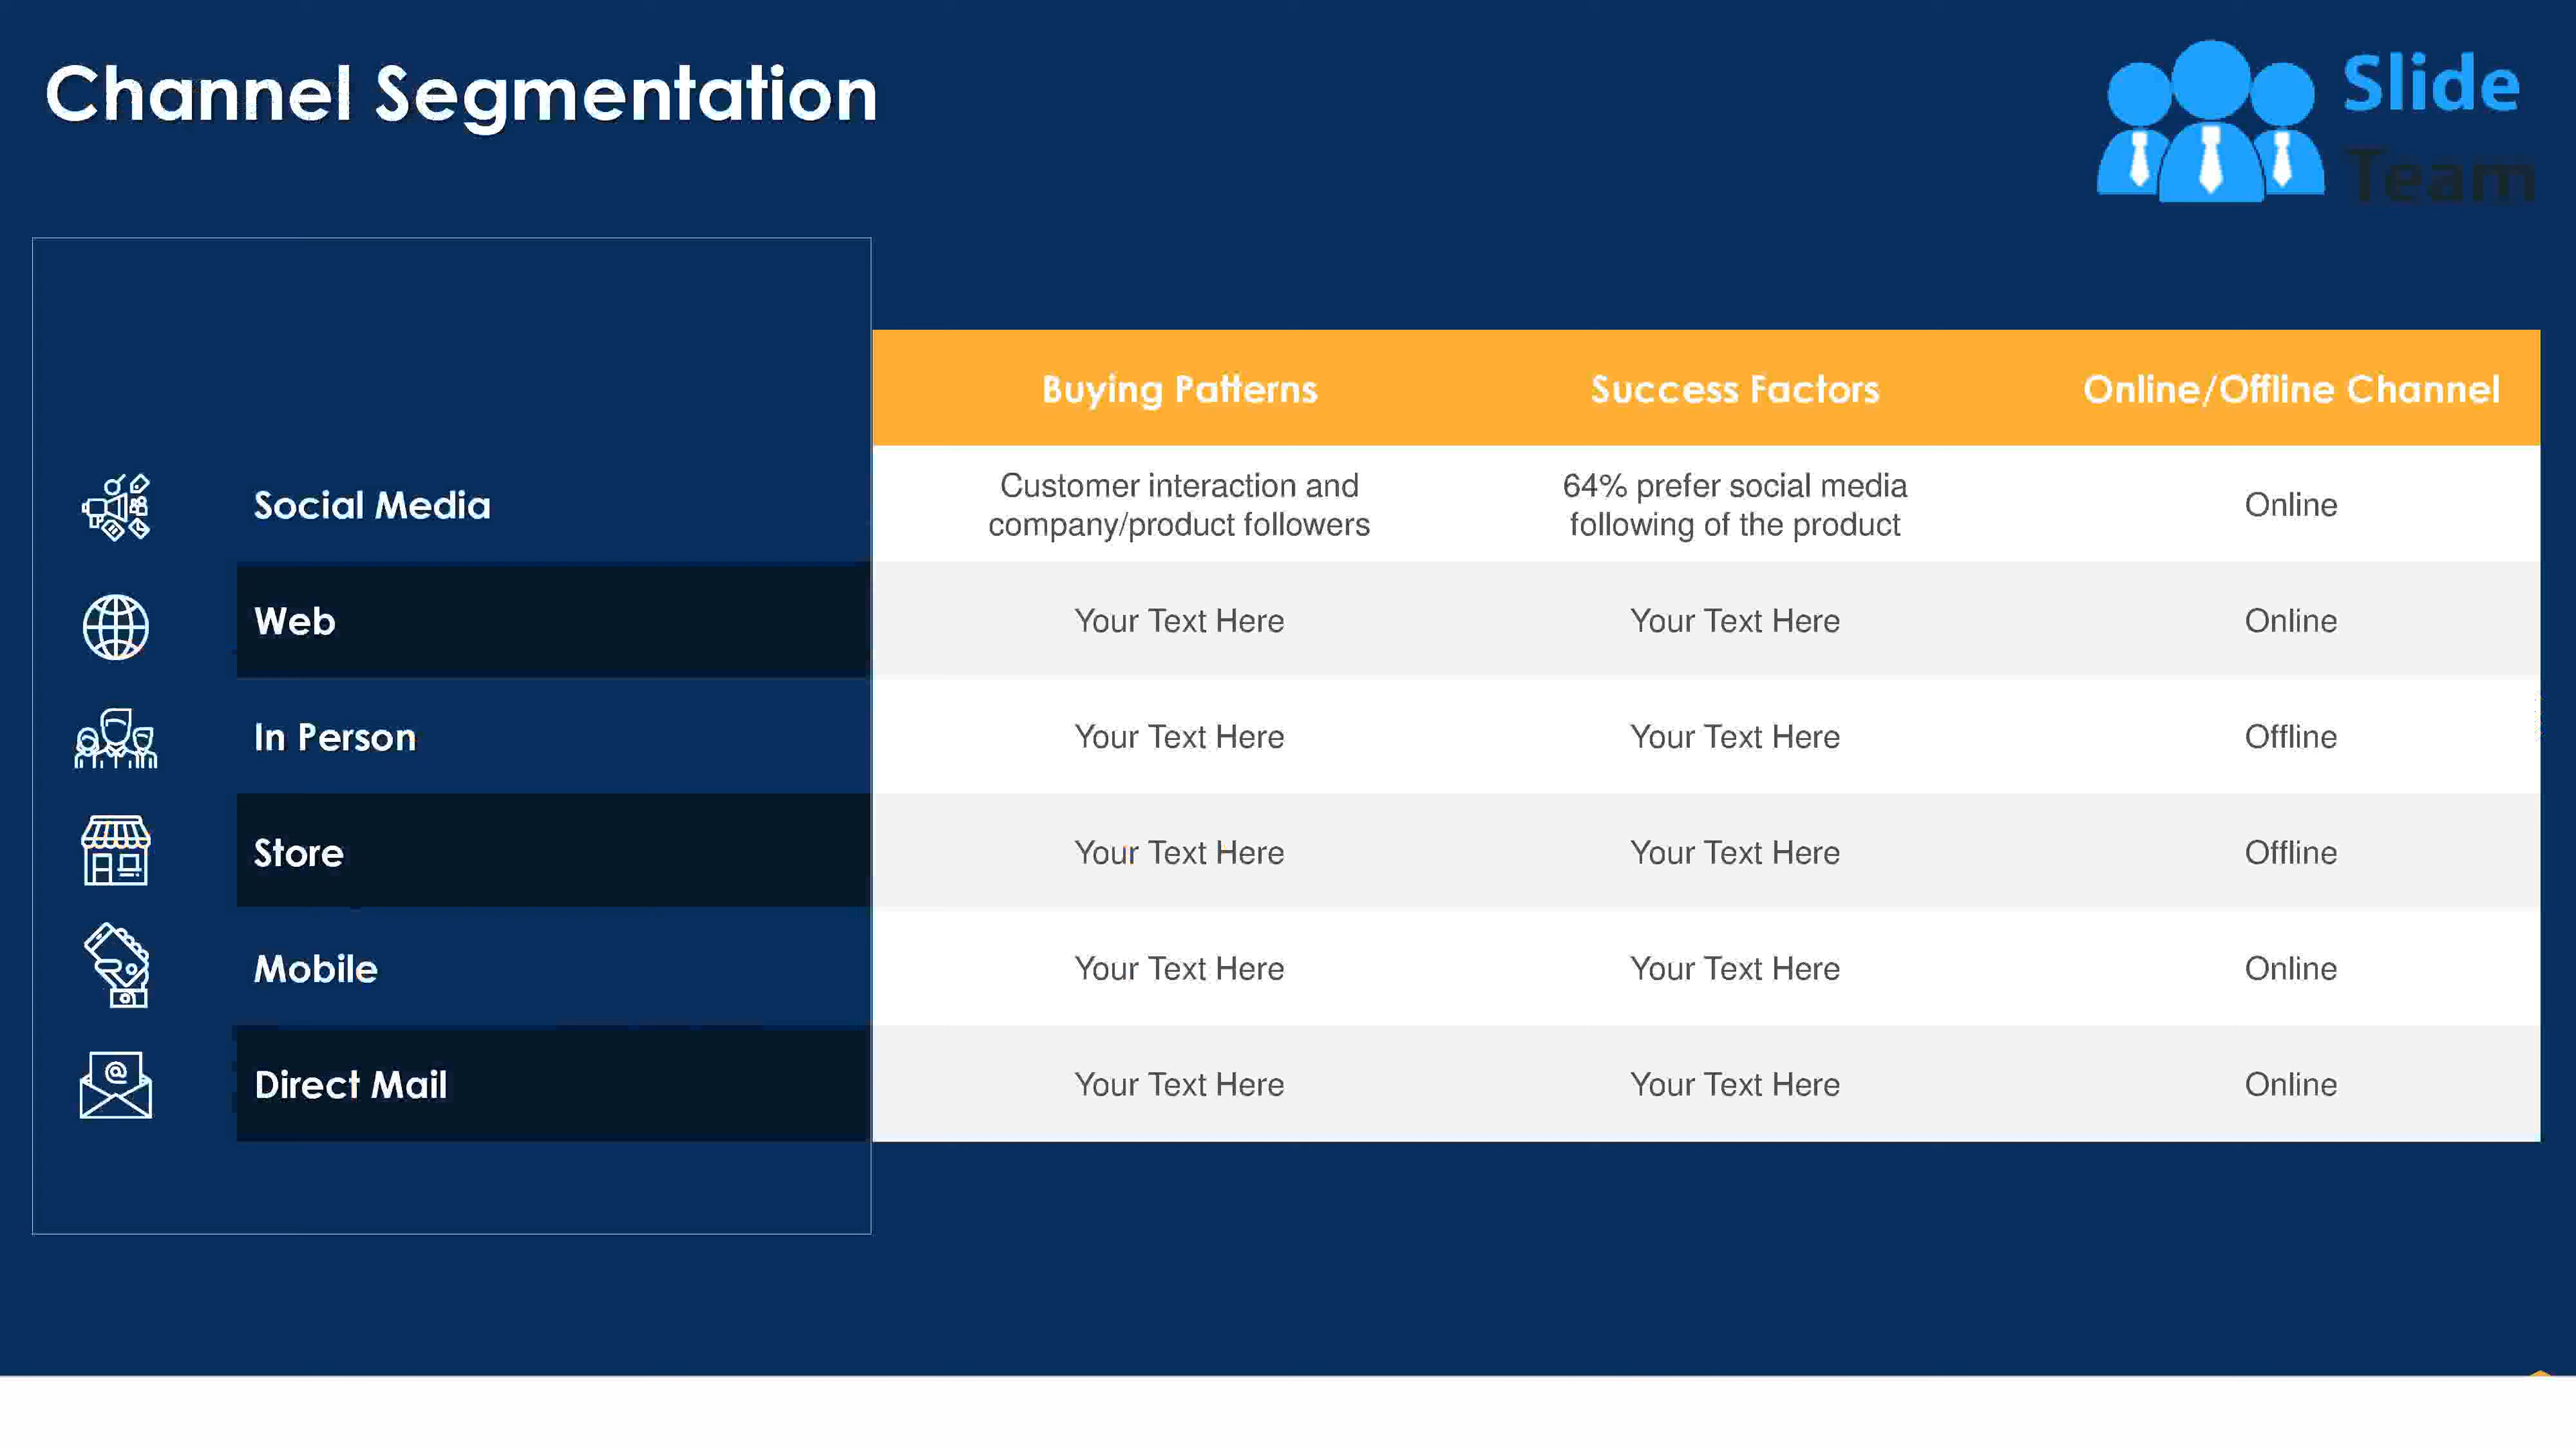 Channel Segmentation
Slide
Team
Buying Patterns Success Factors Online/Offline Channel
Social Media
Customer interaction and
company/product followers
64% prefer social media
following of the product
Online
Web Your Text Here Your Text Here Online
In Person Your Text Here Your Text Here Offline
Store Your Text Here Your Text Here Offline
Mobile Your Text Here Your Text Here Online
@
Direct Mail Your Text Here Your Text Here Online